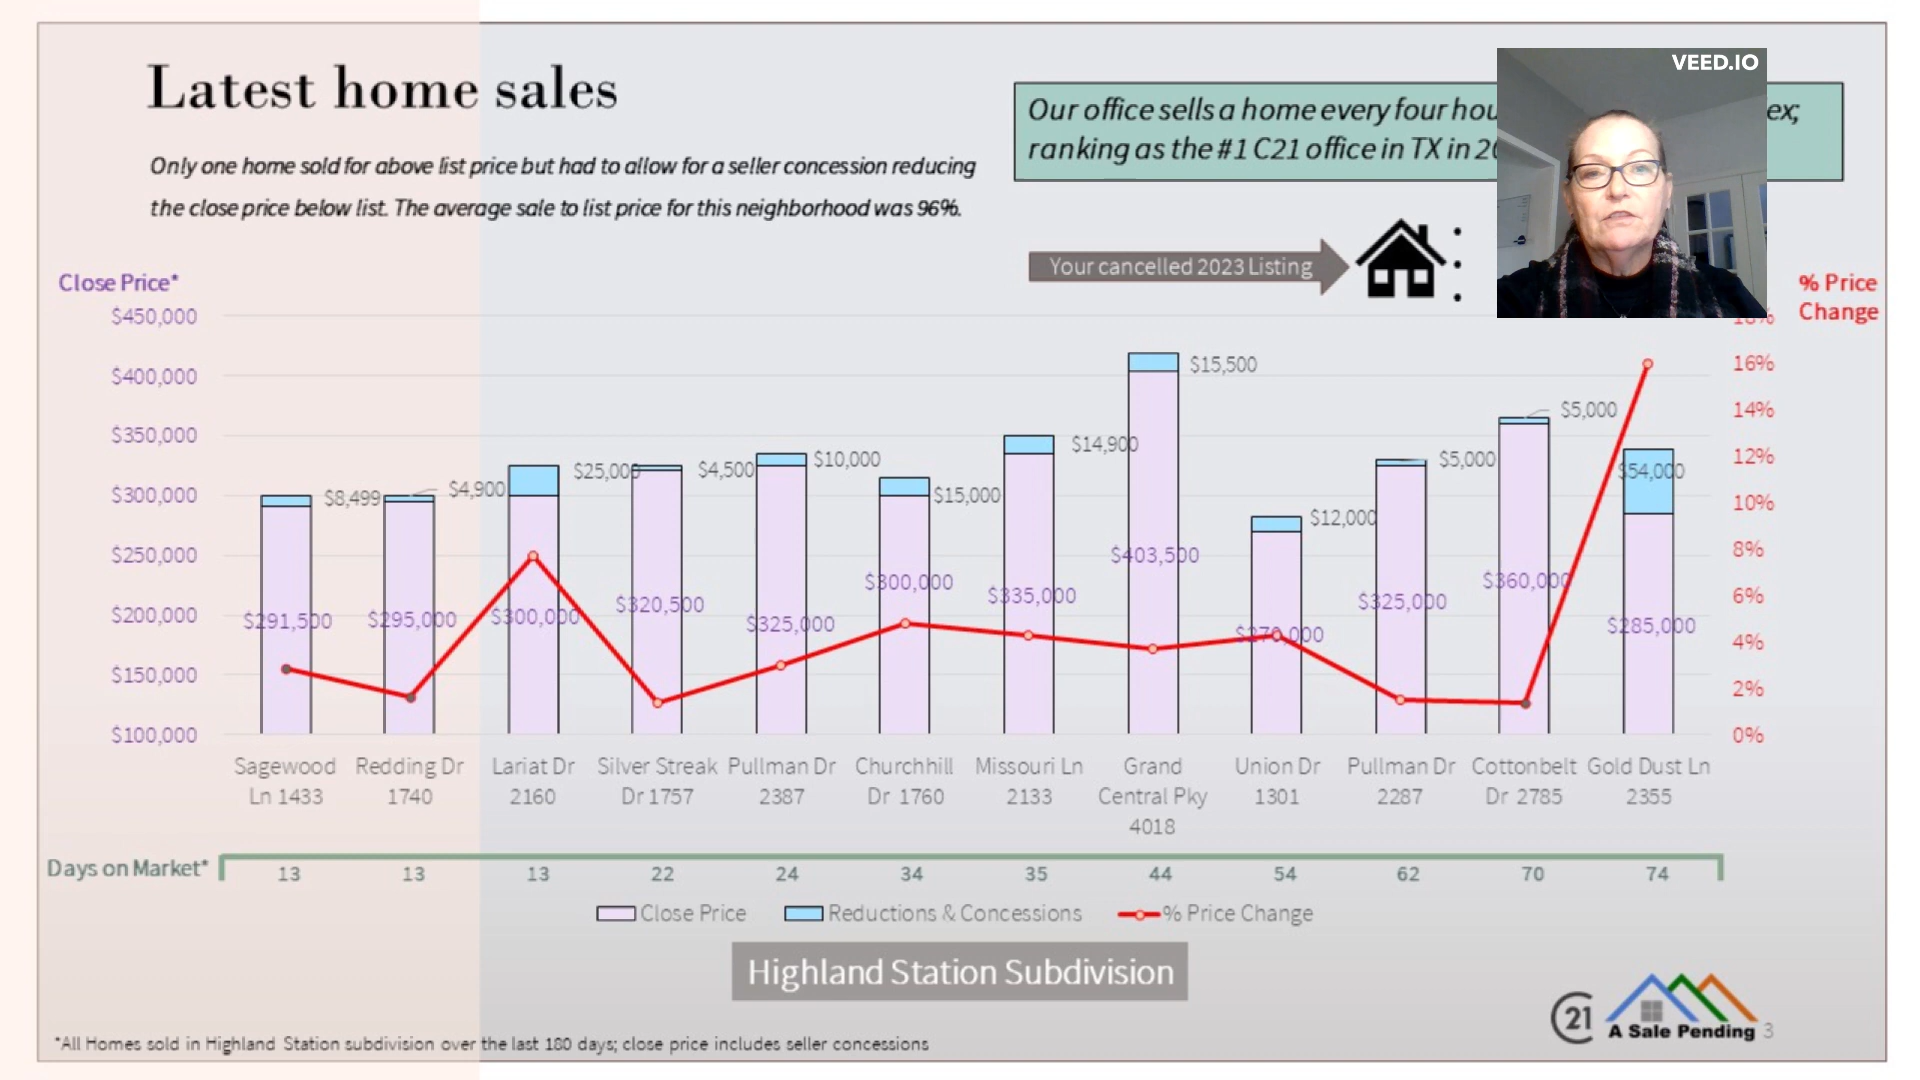 Latest home sales
Only one home sold for above list price but had to allow for a seller concession reducing
the close price below list. The average sale to list price for this neighborhood was 96%.
Our office sells a home every four
ranking as the #1 C21 office in TX in
VEED.IO
Your cancelled 2023 Listing
Close Price*
% Price
Change
$450,000
$400,000
$350,000
$300,000
$250,000
$200,000
$150,000
$100,000
16%
14%
12%
10%
8%
6%
4%
2%
0%
$8,499
$4,900
$25,000
$4,500
$10,000
$15,000
$14,900
$15,500
$12,000
$5,000
$5,000
$54,000
$291,500
$295,000
$300,000
$320,500
$325,000
$300,000
$335,000
$403,500
$270,000
$325,000
$360,000
$285,000
Sagewood
Ln 1433
Redding Dr
1740
Lariat Dr
2160
Silver Streak
Dr 1757
Pullman Dr
2387
Churchhill
Dr 1760
Missouri Ln
2133
Grand
Central Pky
4018
Union Dr
1301
Pullman Dr
2287
Cottonbelt
Dr 2785
Gold Dust Ln
2355
Days on Market* 13 13 13 22 24 34 35 44 54 62 70 74
Close Price Reductions & Concessions % Price Change
Highland Station Subdivision
*All Homes sold in Highland Station subdivision over the last 180 days; close price includes seller concessions
C21
A Sale Pending 3